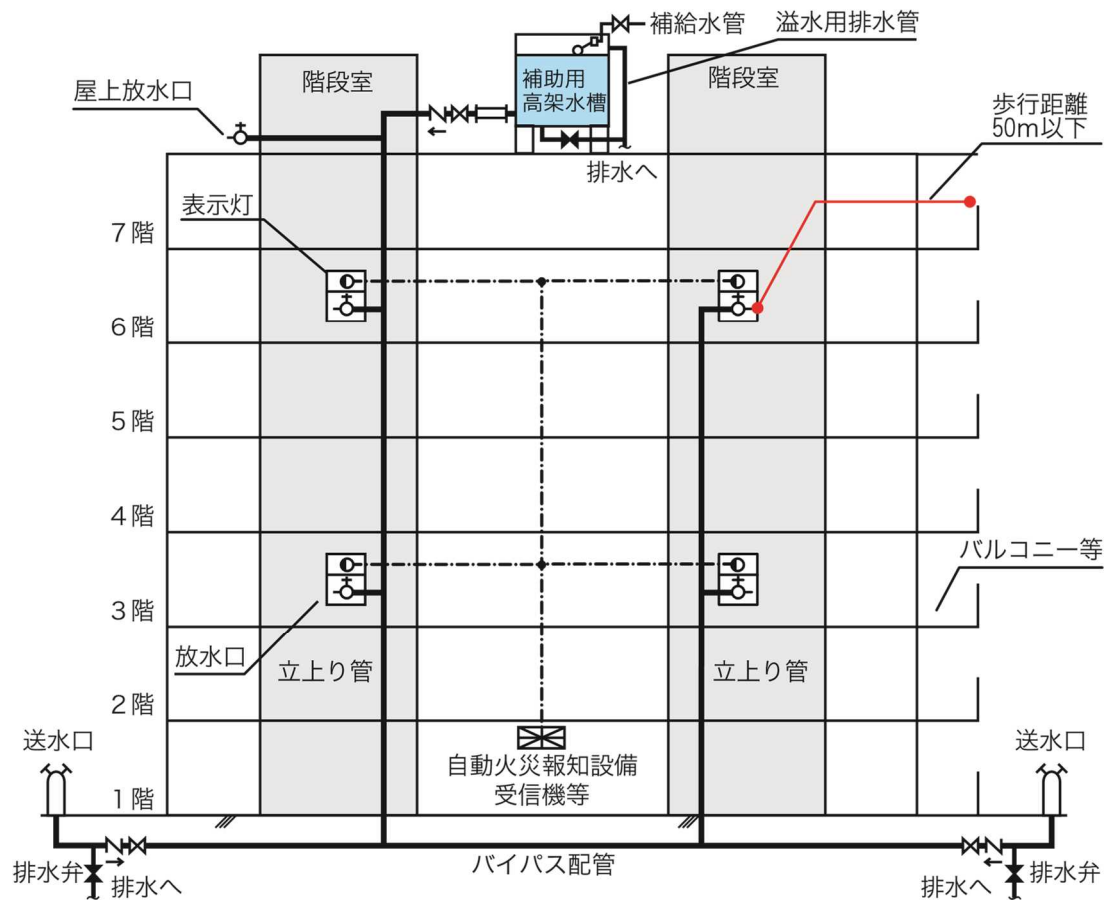 補給水管
溢水用排水管
階段室
補助用
高架水槽
階段室
屋上放水口
歩行距離
50m以下
排水へ
表示灯
7階
6階
5階
4階
バルコニー等
3階
放水口
立上り管
立上り管
2階
送水口
自動火災報知設備
受信機等
送水口
1階
バイパス配管
排水弁
排水へ
排水へ
排水弁